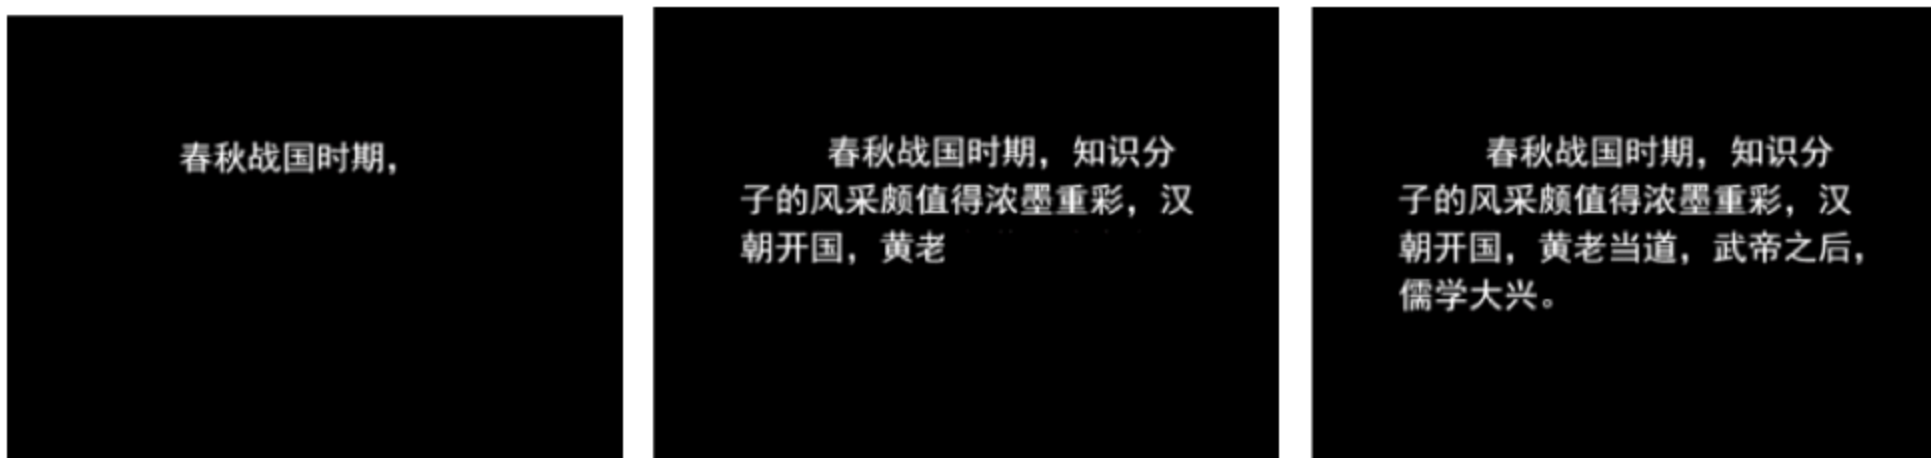 春秋战国时期，
春秋战国时期，知识分
子的风采颇值得浓墨重彩，汉
朝开国，黄老
春秋战国时期，知识分
子的风采颇值得浓墨重彩，汉
朝开国，黄老当道，武帝之后，
儒学大兴。